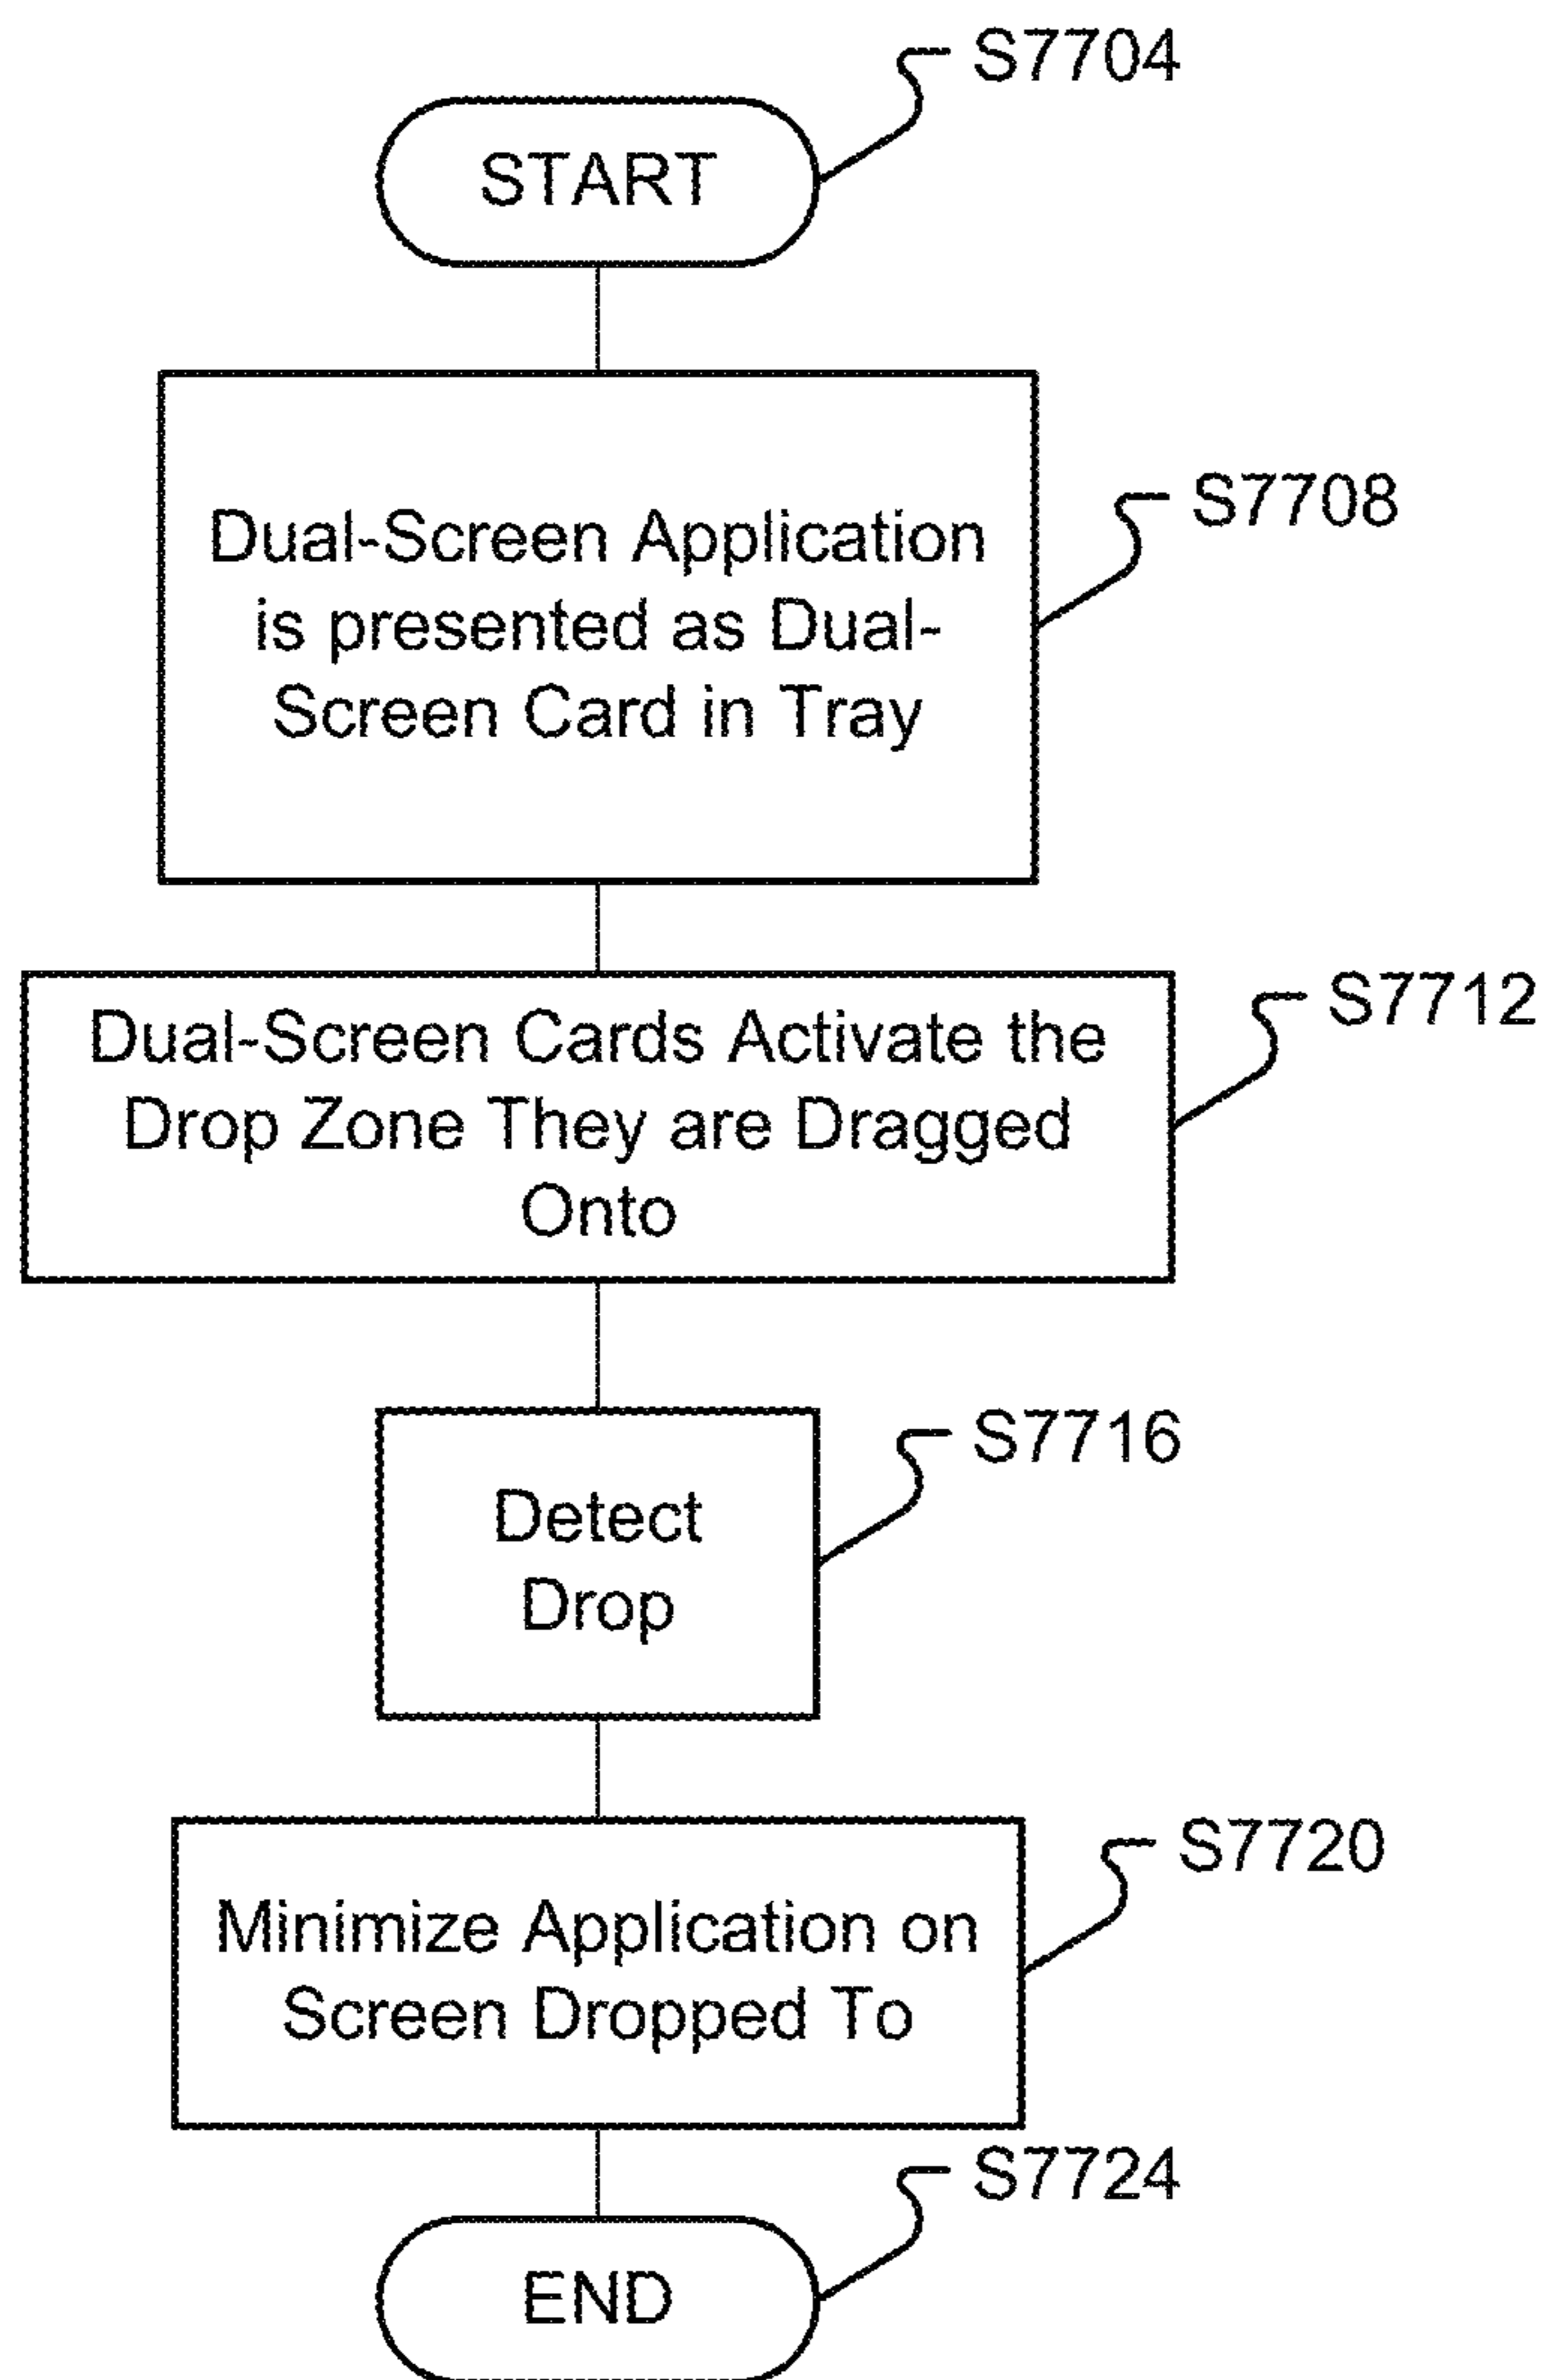 S7704
START
S7708
Dual-Screen Application
is presented as Dual-
Screen Card in Tray
S7712
Dual-Screen Cards Activate the
Drop Zone They are Dragged
Onto
S7716
Detect
Drop
S7720
Minimize Application on
Screen Dropped To
S7724
END